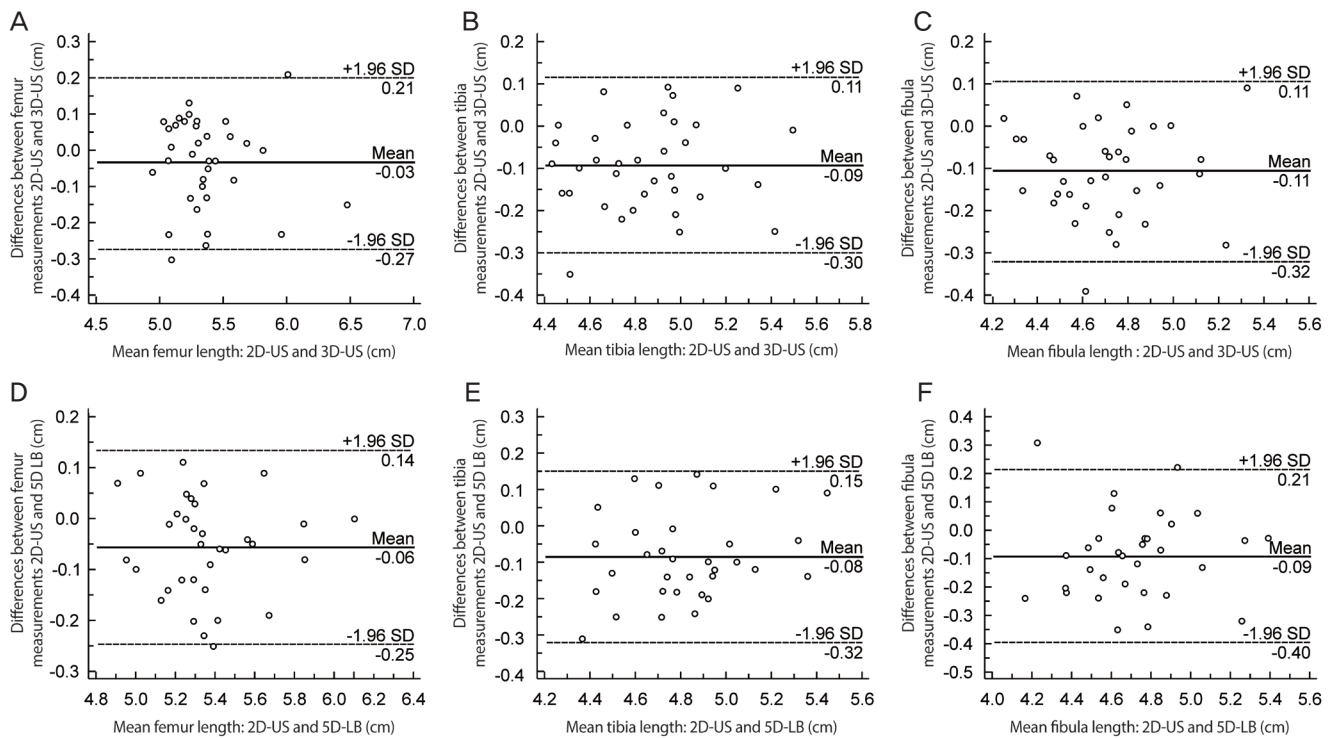 A
Differences between femur
measurements 2D-US and 3D-US (cm)
0.3
0.2
0.1
0.0
-0.1
-0.2
-0.3
-0.4
+1.96 SD
0.21
Mean
-0.03
-1.96 SD
-0.27
4.5 5.0 5.5 6.0 6.5 7.0
Mean femur length: 2D-US and 3D-US (cm)
B
Differences between tibia
measurements 2D-US and 3D-US (cm)
0.2
0.1
0.0
-0.1
-0.2
-0.3
-0.4
+1.96 SD
0.11
Mean
-0.09
-1.96 SD
-0.30
4.4 4.6 4.8 5.0 5.2 5.4 5.6 5.8
Mean tibia length: 2D-US and 3D-US (cm)
C
Differences between fibula
measurements 2D-US and 3D-US (cm)
0.2
0.1
0.0
-0.1
-0.2
-0.3
-0.4
+1.96 SD
0.11
Mean
-0.11
-1.96 SD
-0.32
4.2 4.4 4.6 4.8 5.0 5.2 5.4 5.6
Mean fibula length : 2D-US and 3D-US (cm)
D
Differences between femur
measurements 2D-US and 5D LB (cm)
0.2
0.1
0.0
-0.1
-0.2
-0.3
+1.96 SD
0.14
Mean
-0.06
-1.96 SD
-0.25
4.8 5.0 5.2 5.4 5.6 5.8 6.0 6.2 6.4
Mean femur length: 2D-US and 5D-LB (cm)
E
Differences between tibia
measurements 2D-US and 5D LB (cm)
0.3
0.2
0.1
0.0
-0.1
-0.2
-0.3
-0.4
+1.96 SD
0.15
Mean
-0.08
-1.96 SD
-0.32
4.2 4.4 4.6 4.8 5.0 5.2 5.4 5.6
Mean tibia length: 2D-US and 5D-LB (cm)
F
Differences between fibula
measurements 2D-US and 5D LB (cm)
0.4
0.3
0.2
0.1
0.0
-0.1
-0.2
-0.3
-0.4
-0.5
+1.96 SD
0.21
Mean
-0.09
-1.96 SD
-0.40
4.0 4.2 4.4 4.6 4.8 5.0 5.2 5.4 5.6
Mean fibula length: 2D-US and 5D-LB (cm)